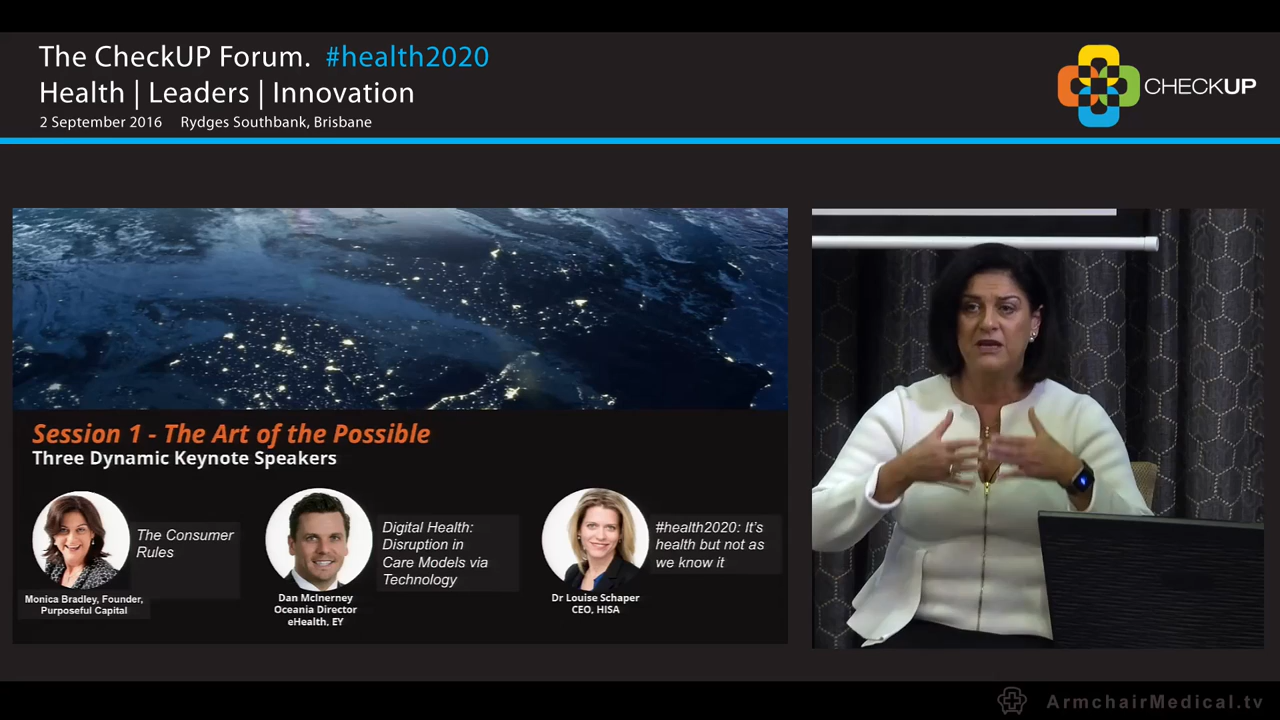 The CheckUP Forum. #health2020
Health | Leaders | Innovation
2 September 2016 Rydges Southbank, Brisbane
CHECKUP
Session 1 - The Art of the Possible
Three Dynamic Keynote Speakers
The Consumer
Rules
Monica Bradley, Founder,
Purposeful Capital
Digital Health:
Disruption in
Care Models via
Technology
Dan McInerney
Oceania Director
eHealth, EY
#health2020: It's
health but not as
we know it
Dr Louise Schaper
CEO, HISA
ArmchairMedical.tv